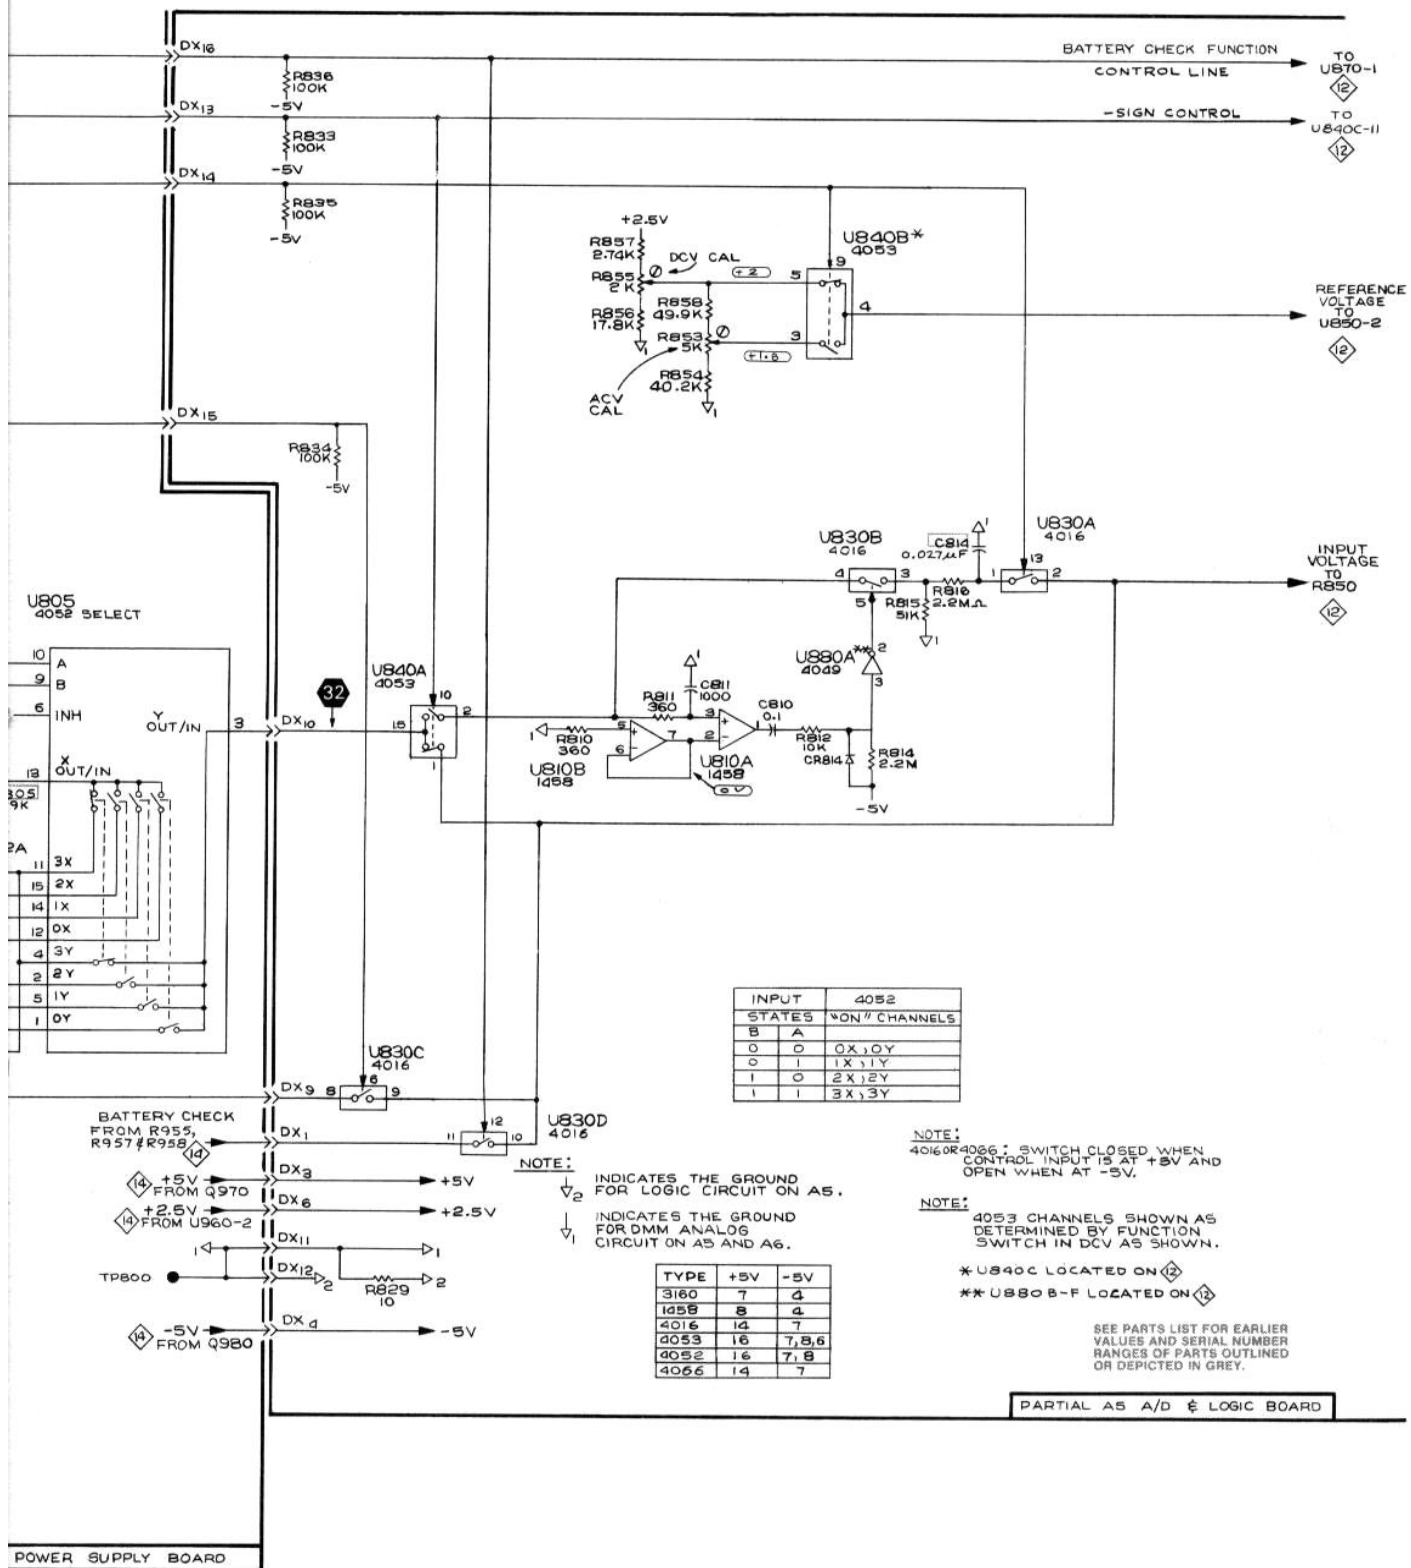 DX16
BATTERY CHECK FUNCTION
CONTROL LINE
TO
U870-1
12
R836
100K
-5V
DX13
-SIGN CONTROL
TO
U840C-11
12
R833
100K
-5V
DX14
R835
100K
-5V
+2.5V
R857
2.74K
DCV CAL
+2
R855
2K
R858
49.9K
R856
17.8K
1
R853
5K
+1.8
R854
40.2K
1
ACV
CAL
U840B*
4053
9
5
4
3
REFERENCE
VOLTAGE
TO
U850-2
12
DX15
R834
100K
-5V
U830B
4016
4
3
5
C814
0.027µF
1
R815
51K
1
R816
2.2MΩ
U830A
4016
13
1
2
INPUT
VOLTAGE
TO
R850
12
U805
4052 SELECT
10
A
9
B
6
INH
Y
OUT/IN
3
X
OUT/IN
13
805
9K
2A
11
3X
15
2X
14
1X
12
0X
4
3Y
2
2Y
5
1Y
1
0Y
DX10
32
U840A
4053
10
15
2
1
U880A**
4049
2
3
1
C811
1000
R811
360
1
R810
360
5
6
7
U810B
1458
3
2
1
U810A
1458
0V
C810
0.1
R812
10K
CR814
R814
2.2M
-5V
INPUT
4052
STATES
"ON" CHANNELS
B A
0 0 0X,0Y
0 1 1X,1Y
1 0 2X,2Y
1 1 3X,3Y
U830C
4016
6
DX9
8
9
BATTERY CHECK
FROM R955,
R957&R958
14
DX1
11
12
10
U830D
4016
14
+5V
FROM Q970
DX3
+5V
14
+2.5V
FROM U960-2
DX6
+2.5V
1
DX11
1
TP800
DX12
2
R829
10
2
14
-5V
FROM Q980
DX4
-5V
NOTE:
2
INDICATES THE GROUND
FOR LOGIC CIRCUIT ON A5.
1
INDICATES THE GROUND
FOR DMM ANALOG
CIRCUIT ON A5 AND A6.
TYPE +5V -5V
3160 7 4
1458 8 4
4016 14 7
4053 16 7,8,6
4052 16 7,8
4066 14 7
NOTE:
4016 OR 4066: SWITCH CLOSED WHEN
CONTROL INPUT IS AT +5V AND
OPEN WHEN AT -5V.
NOTE:
4053 CHANNELS SHOWN AS
DETERMINED BY FUNCTION
SWITCH IN DCV AS SHOWN.
* U840C LOCATED ON 12
** U880 B-F LOCATED ON 12
SEE PARTS LIST FOR EARLIER
VALUES AND SERIAL NUMBER
RANGES OF PARTS OUTLINED
OR DEPICTED IN GREY.
PARTIAL A5 A/D & LOGIC BOARD
POWER SUPPLY BOARD